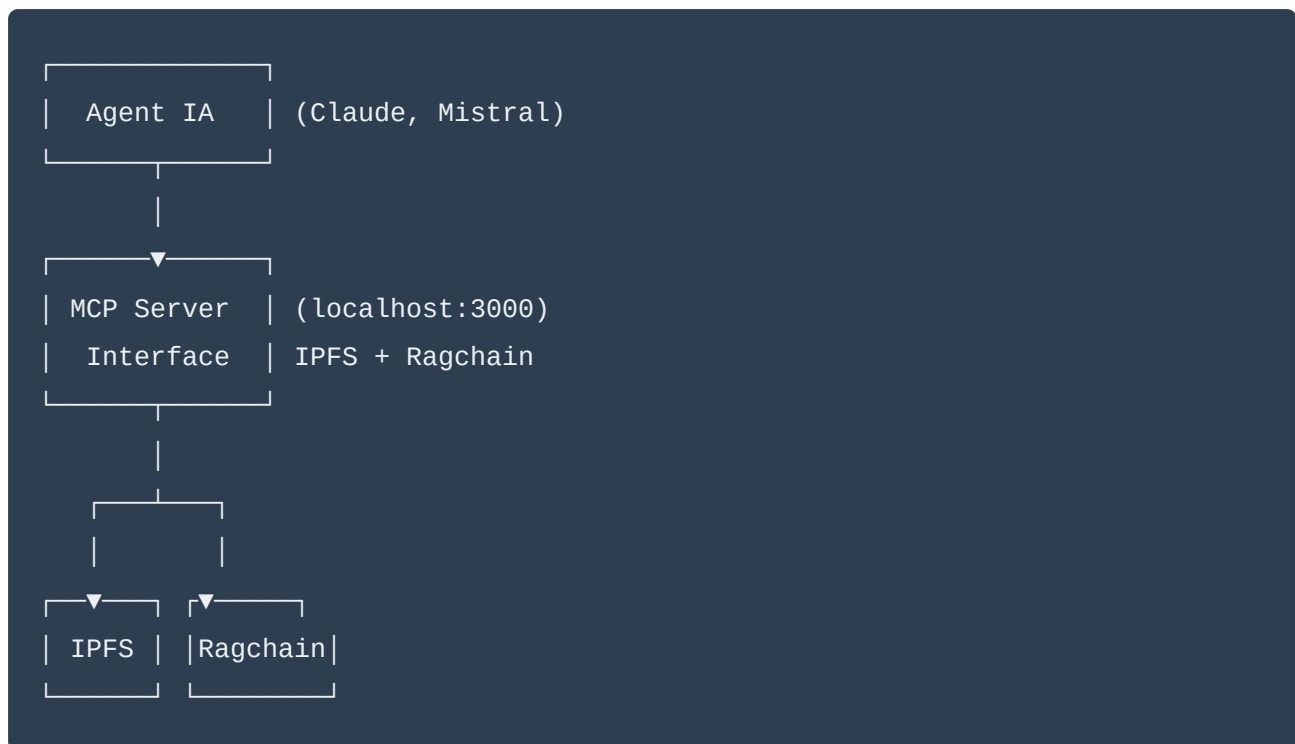 Agent IA (Claude, Mistral)
MCP Server (localhost:3000)
Interface IPFS + Ragchain
IPFS Ragchain